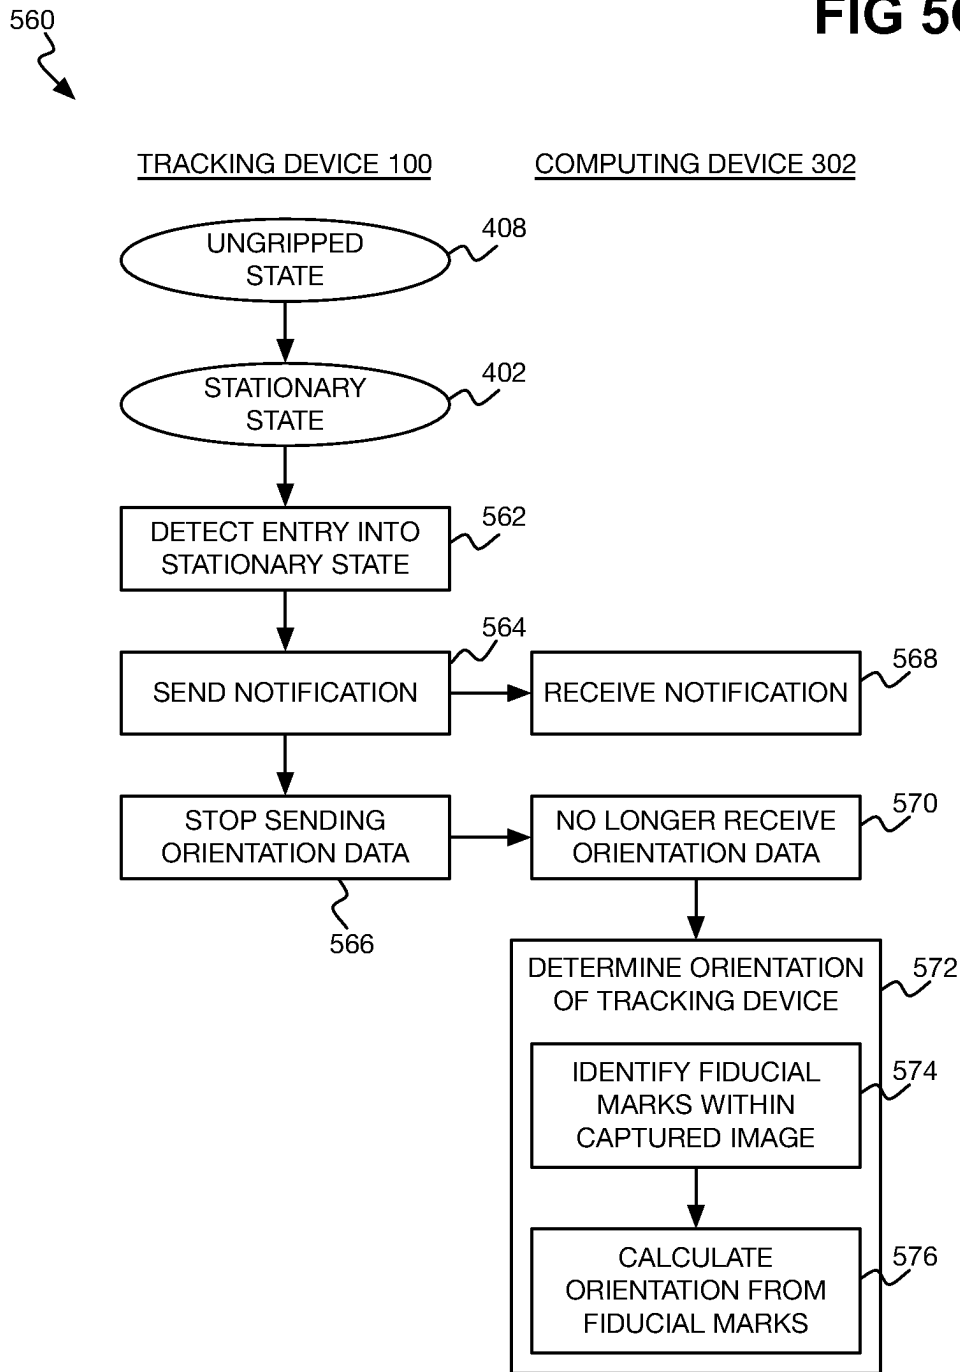 560
FIG 5
TRACKING DEVICE 100
COMPUTING DEVICE 302
UNGRIPPED
STATE
408
STATIONARY
STATE
402
DETECT ENTRY INTO
STATIONARY STATE
562
SEND NOTIFICATION
564
RECEIVE NOTIFICATION
568
STOP SENDING
ORIENTATION DATA
566
NO LONGER RECEIVE
ORIENTATION DATA
570
DETERMINE ORIENTATION
OF TRACKING DEVICE
572
IDENTIFY FIDUCIAL
MARKS WITHIN
CAPTURED IMAGE
574
CALCULATE
ORIENTATION FROM
FIDUCIAL MARKS
576